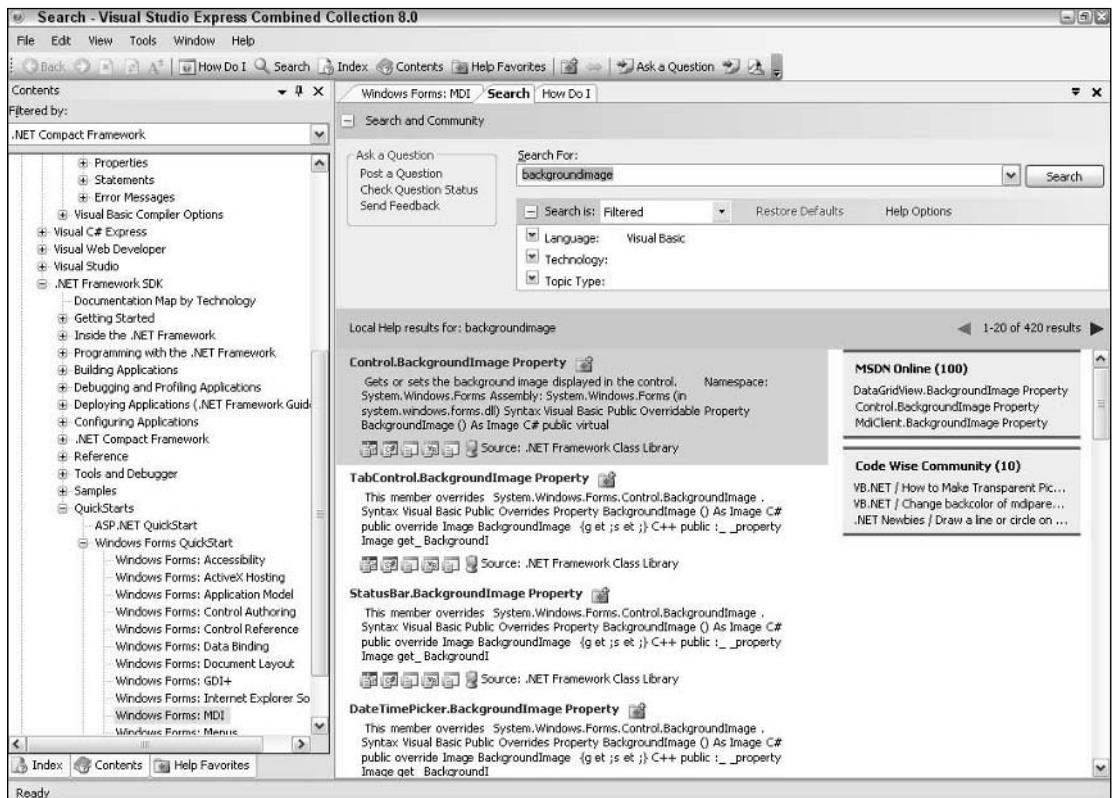 Search - Visual Studio Express Combined Collection 8.0
File Edit View Tools Window Help
Back How Do I Search Index Contents Help Favorites Ask a Question
Contents
Filtered by:
.NET Compact Framework
Properties
Statements
Error Messages
Visual Basic Compiler Options
Visual C# Express
Visual Web Developer
Visual Studio
.NET Framework SDK
Documentation Map by Technology
Getting Started
Inside the .NET Framework
Programming with the .NET Framework
Building Applications
Debugging and Profiling Applications
Deploying Applications (.NET Framework Guid
Configuring Applications
.NET Compact Framework
Reference
Tools and Debugger
Samples
QuickStarts
ASP.NET QuickStart
Windows Forms QuickStart
Windows Forms: Accessibility
Windows Forms: ActiveX Hosting
Windows Forms: Application Model
Windows Forms: Control Authoring
Windows Forms: Control Reference
Windows Forms: Data Binding
Windows Forms: Document Layout
Windows Forms: GDI+
Windows Forms: Internet Explorer So
Windows Forms: MDI
Windows Forms: Menus
Index Contents Help Favorites
Ready
Windows Forms: MDI Search How Do I
Search and Community
Ask a Question
Post a Question
Check Question Status
Send Feedback
Search For:
backgroundimage
Search
Search is: Filtered Restore Defaults Help Options
Language: Visual Basic
Technology:
Topic Type:
Local Help results for: backgroundimage 1-20 of 420 results
Control.BackgroundImage Property
Gets or sets the background image displayed in the control. Namespace:
System.Windows.Forms Assembly: System.Windows.Forms (in
system.windows.forms.dll) Syntax Visual Basic Public Overridable Property
BackgroundImage () As Image C# public virtual
Source: .NET Framework Class Library
TabControl.BackgroundImage Property
This member overrides System.Windows.Forms.Control.BackgroundImage .
Syntax Visual Basic Public Overrides Property BackgroundImage () As Image C#
public override Image BackgroundImage {g et ;s et ;} C++ public :_ _property
Image get_ BackgroundI
Source: .NET Framework Class Library
StatusBar.BackgroundImage Property
This member overrides System.Windows.Forms.Control.BackgroundImage .
Syntax Visual Basic Public Overrides Property BackgroundImage () As Image C#
public override Image BackgroundImage {g et ;s et ;} C++ public :_ _property
Image get_ BackgroundI
Source: .NET Framework Class Library
DateTimePicker.BackgroundImage Property
This member overrides System.Windows.Forms.Control.BackgroundImage .
Syntax Visual Basic Public Overrides Property BackgroundImage () As Image C#
public override Image BackgroundImage {g et ;s et ;} C++ public :_ _property
Image get_ BackgroundI
MSDN Online (100)
DataGridView.BackgroundImage Property
Control.BackgroundImage Property
MdiClient.BackgroundImage Property
Code Wise Community (10)
VB.NET / How to Make Transparent Pic...
VB.NET / Change backcolor of mdipare...
.NET Newbies / Draw a line or circle on ...